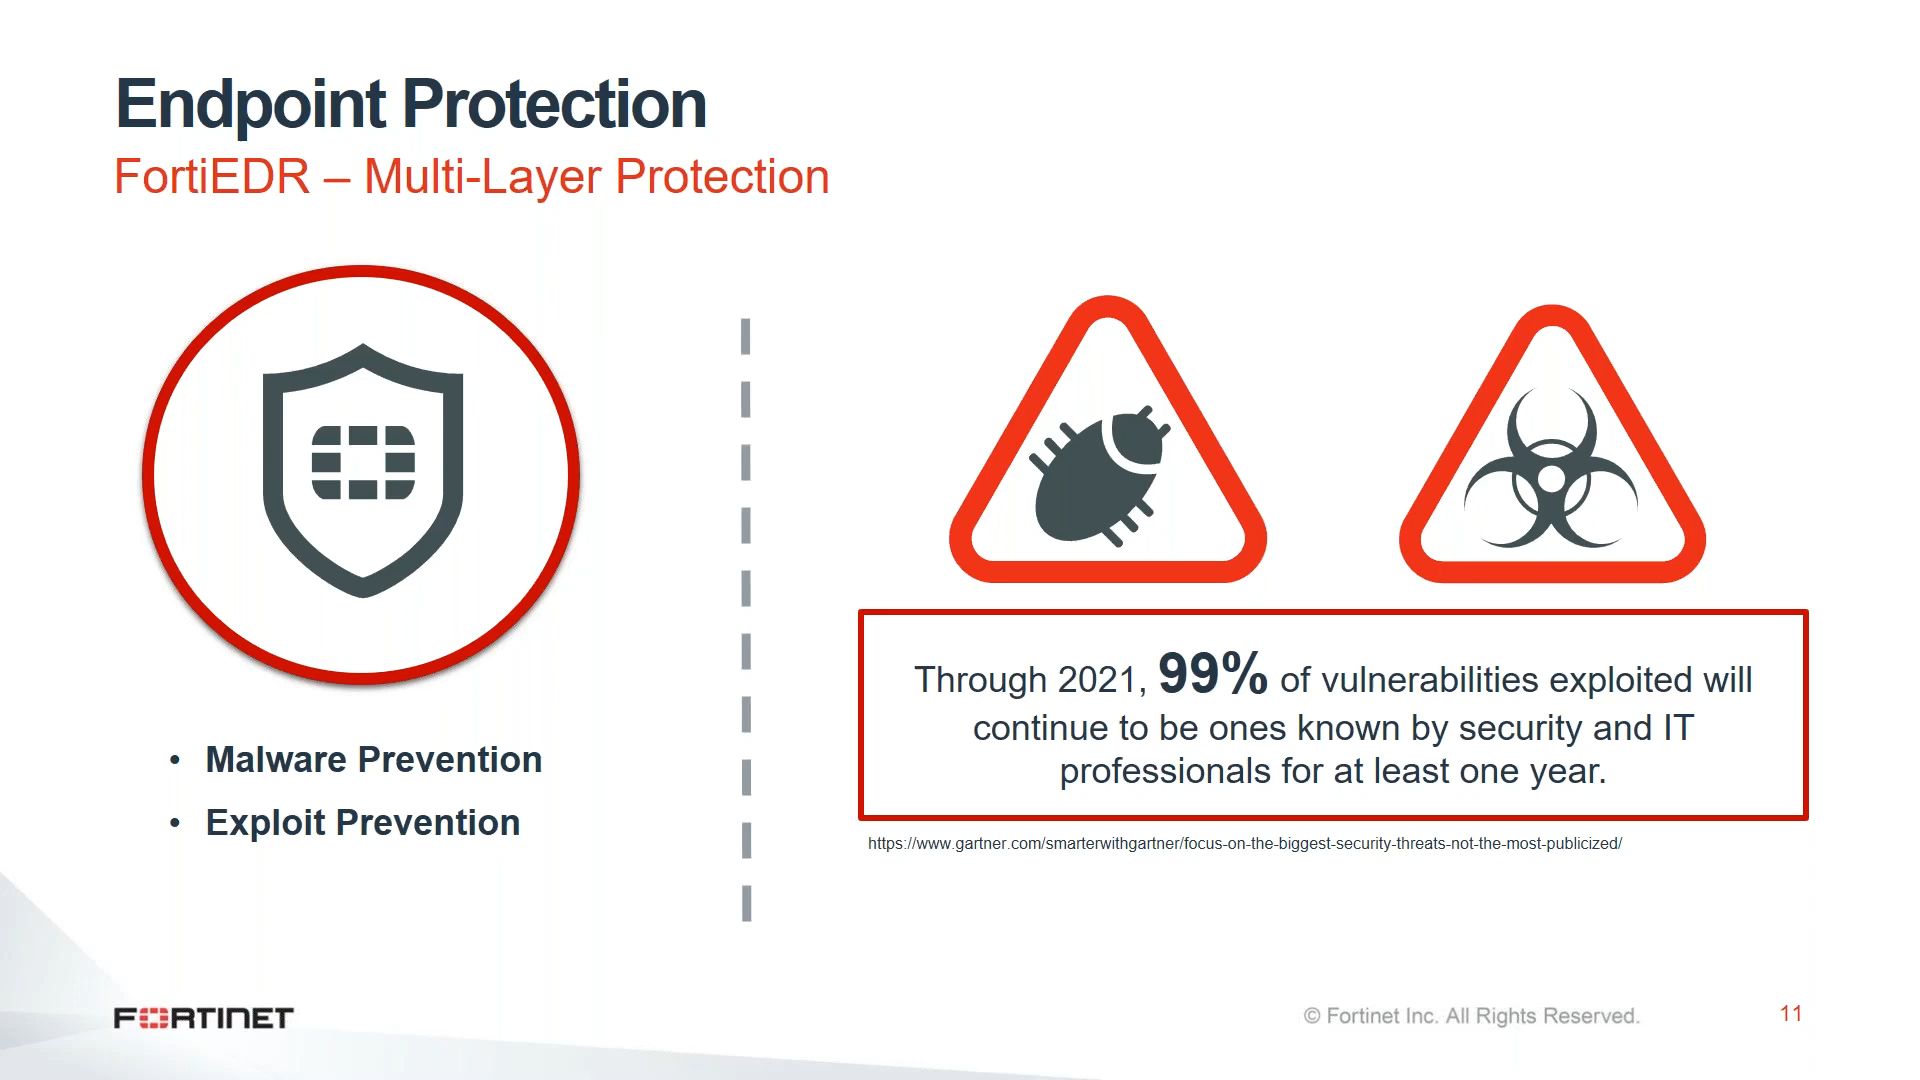 Endpoint Protection
FortiEDR – Multi-Layer Protection
• Malware Prevention
• Exploit Prevention
Through 2021, 99% of vulnerabilities exploited will
continue to be ones known by security and IT
professionals for at least one year.
https://www.gartner.com/smarterwithgartner/focus-on-the-biggest-security-threats-not-the-most-publicized/
FORTINET
© Fortinet Inc. All Rights Reserved.
11